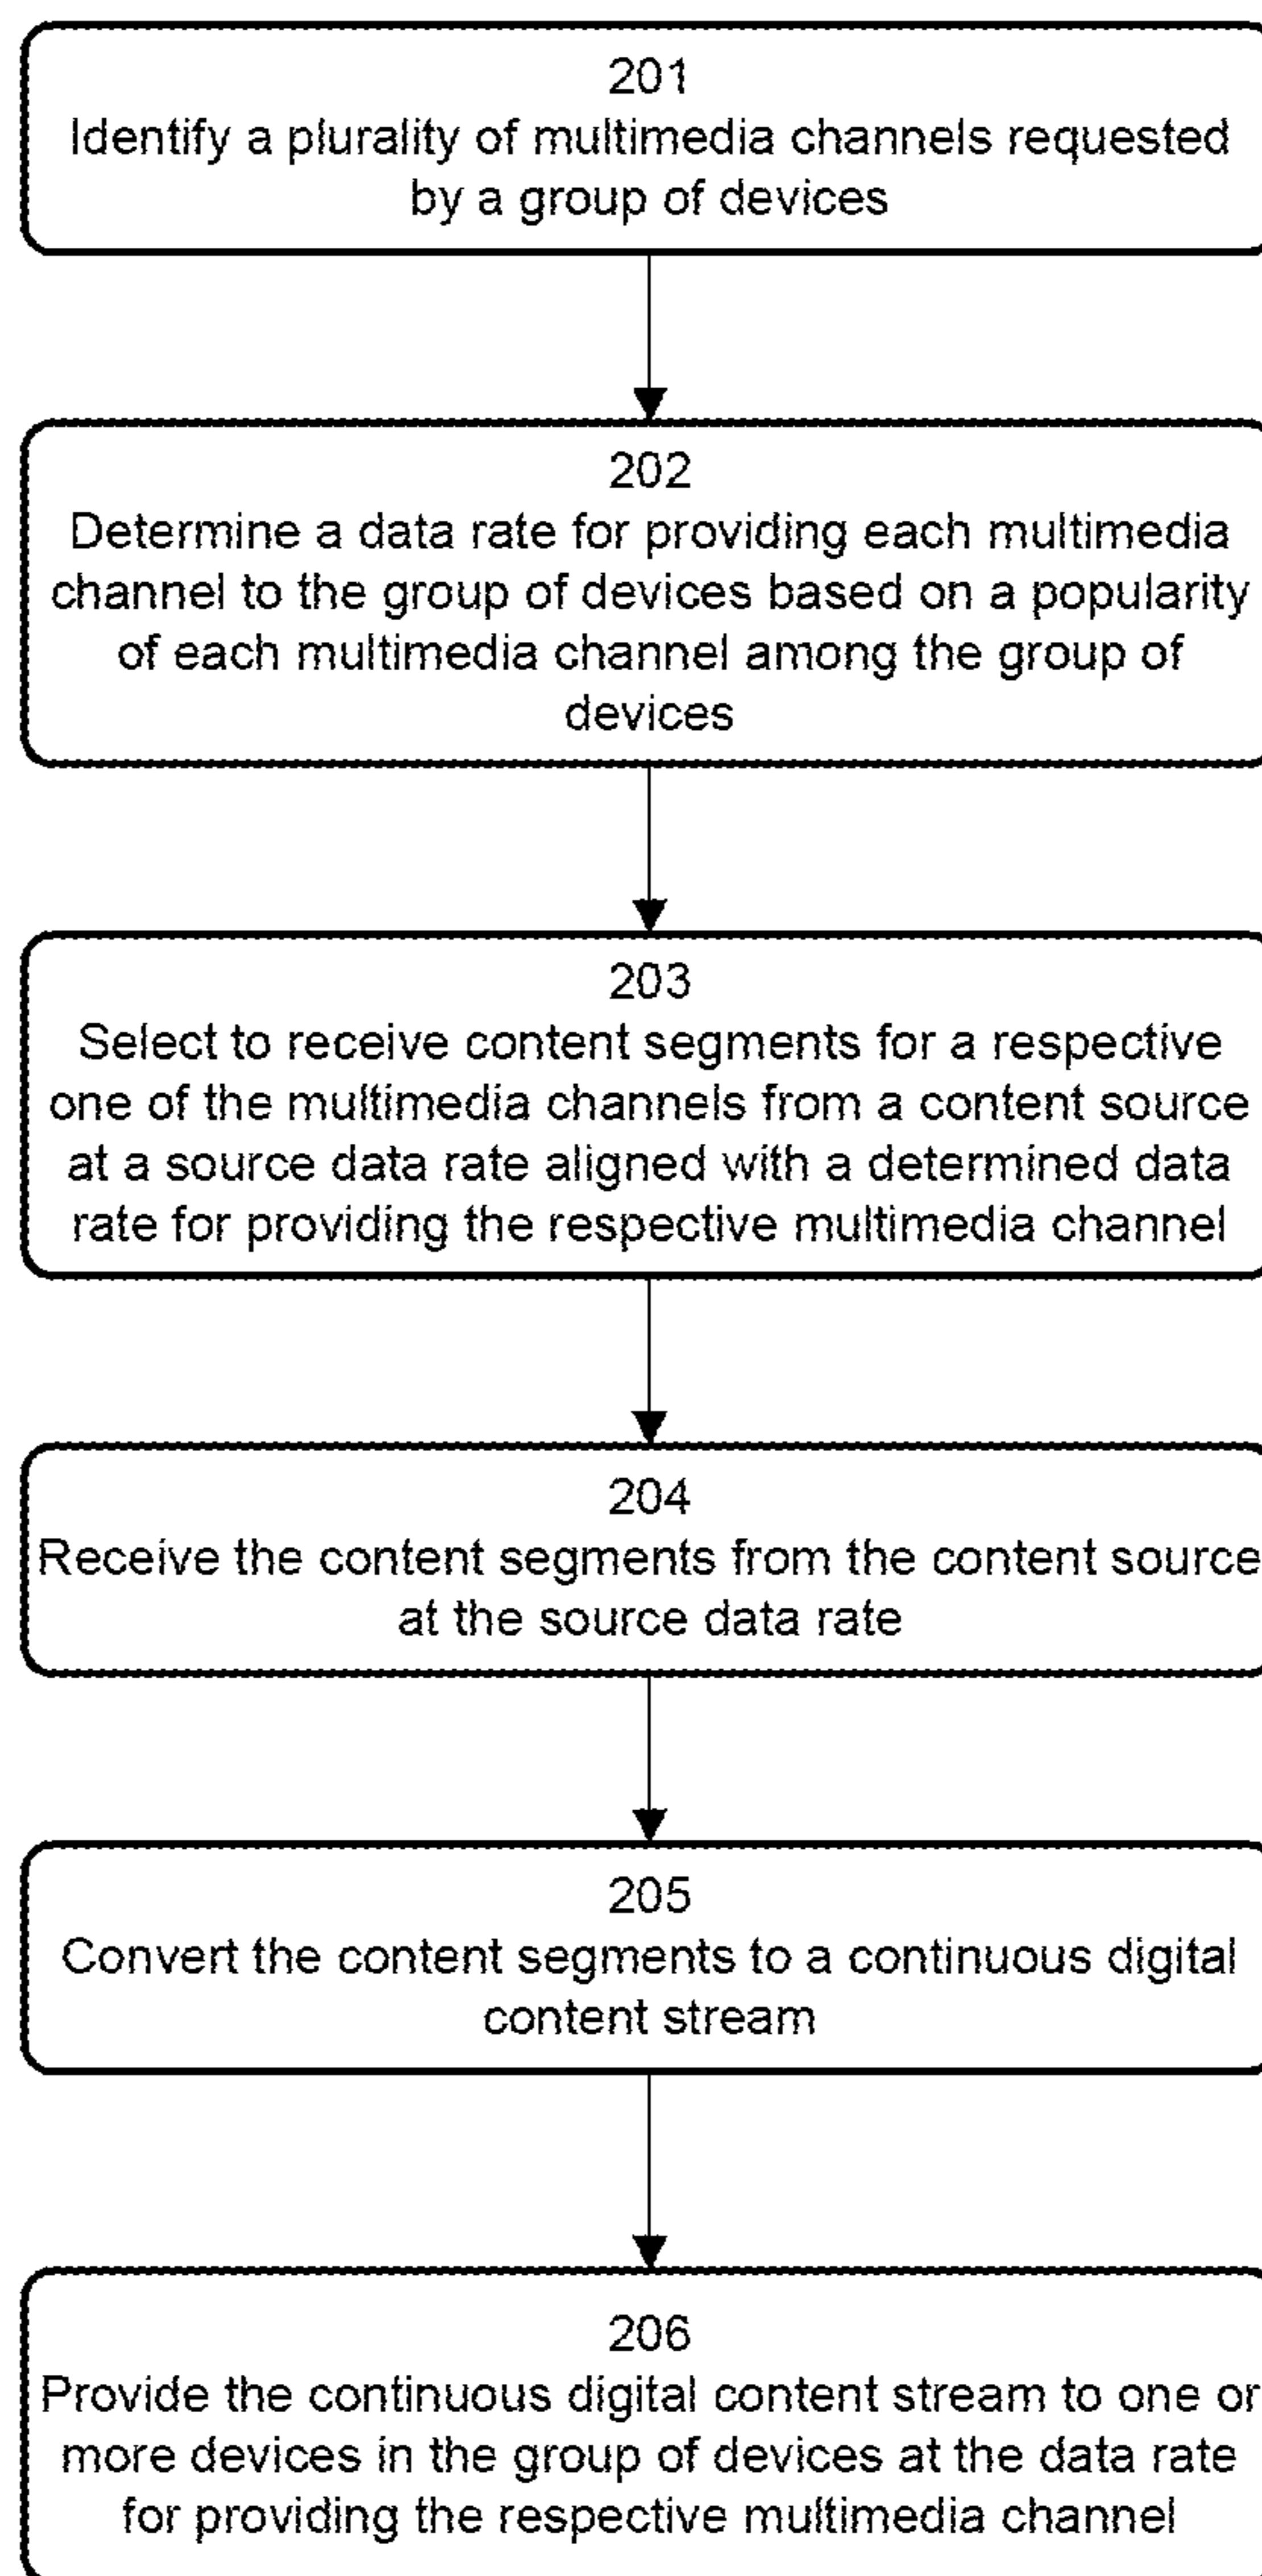 201
Identify a plurality of multimedia channels requested
by a group of devices
202
Determine a data rate for providing each multimedia
channel to the group of devices based on a popularity
of each multimedia channel among the group of
devices
203
Select to receive content segments for a respective
one of the multimedia channels from a content source
at a source data rate aligned with a determined data
rate for providing the respective multimedia channel
204
Receive the content segments from the content source
at the source data rate
205
Convert the content segments to a continuous digital
content stream
206
Provide the continuous digital content stream to one or
more devices in the group of devices at the data rate
for providing the respective multimedia channel